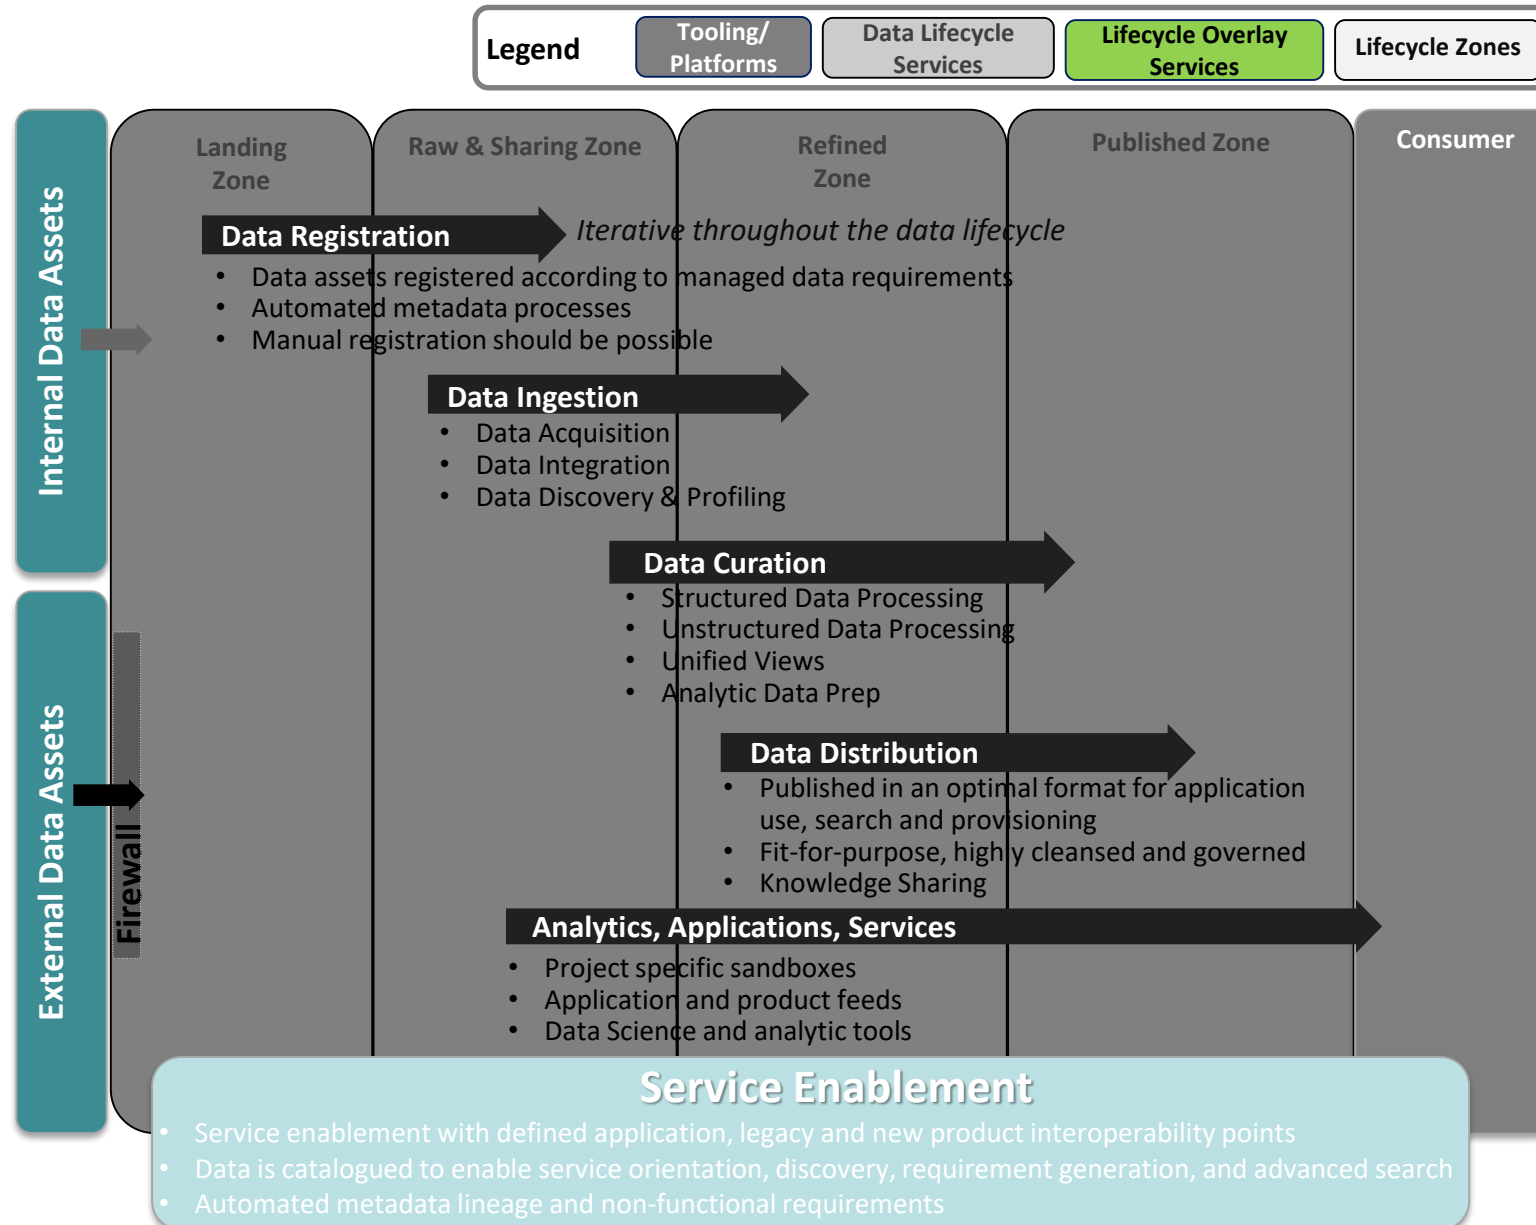 Legend
Tooling/
Platforms
Data Lifecycle
Services
Lifecycle Overlay
Services
Lifecycle Zones
Internal Data Assets
External Data Assets
Firewall
Landing
Zone
Raw & Sharing Zone
Refined
Zone
Published Zone
Consumer
Data Registration
Iterative throughout the data lifecycle
• Data assets registered according to managed data requirements
• Automated metadata processes
• Manual registration should be possible
Data Ingestion
• Data Acquisition
• Data Integration
• Data Discovery & Profiling
Data Curation
• Structured Data Processing
• Unstructured Data Processing
• Unified Views
• Analytic Data Prep
Data Distribution
• Published in an optimal format for application
use, search and provisioning
• Fit-for-purpose, highly cleansed and governed
• Knowledge Sharing
Analytics, Applications, Services
• Project specific sandboxes
• Application and product feeds
• Data Science and analytic tools
Service Enablement
• Service enablement with defined application, legacy and new product interoperability points
• Data is catalogued to enable service orientation, discovery, requirement generation, and advanced search
• Automated metadata lineage and non-functional requirements